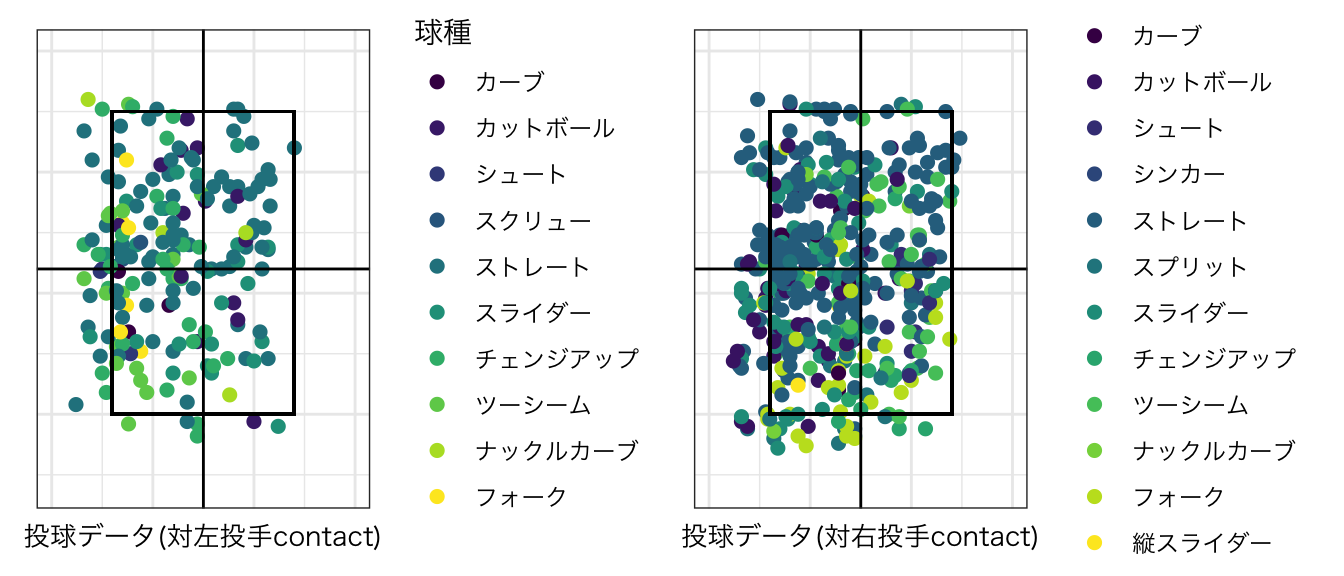 球種
カーブ
カットボール
シュート
スクリュー
ストレート
スライダー
チェンジアップ
ツーシーム
ナックルカーブ
フォーク
投球データ(対左投手contact)
カーブ
カットボール
シュート
シンカー
ストレート
スプリット
スライダー
チェンジアップ
ツーシーム
ナックルカーブ
フォーク
縦スライダー
投球データ(対右投手contact)